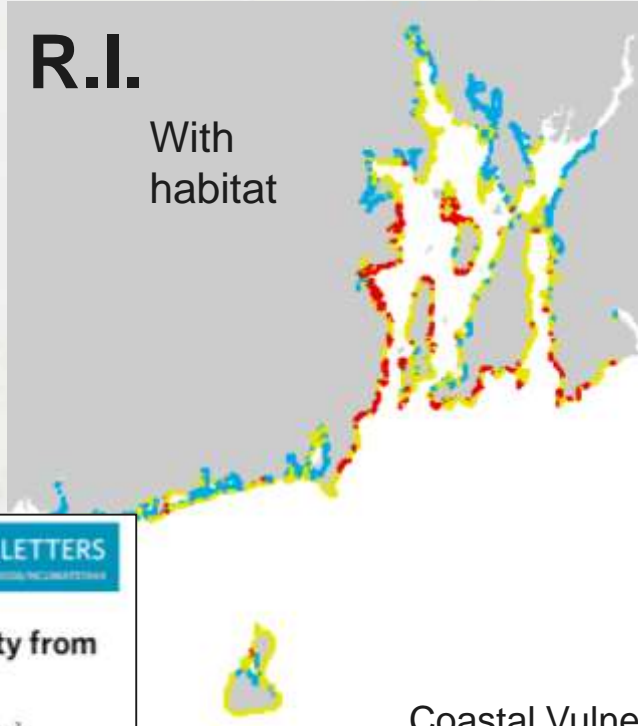 R.I.
With
habitat
LETTERS
ty from
Coastal Vulne